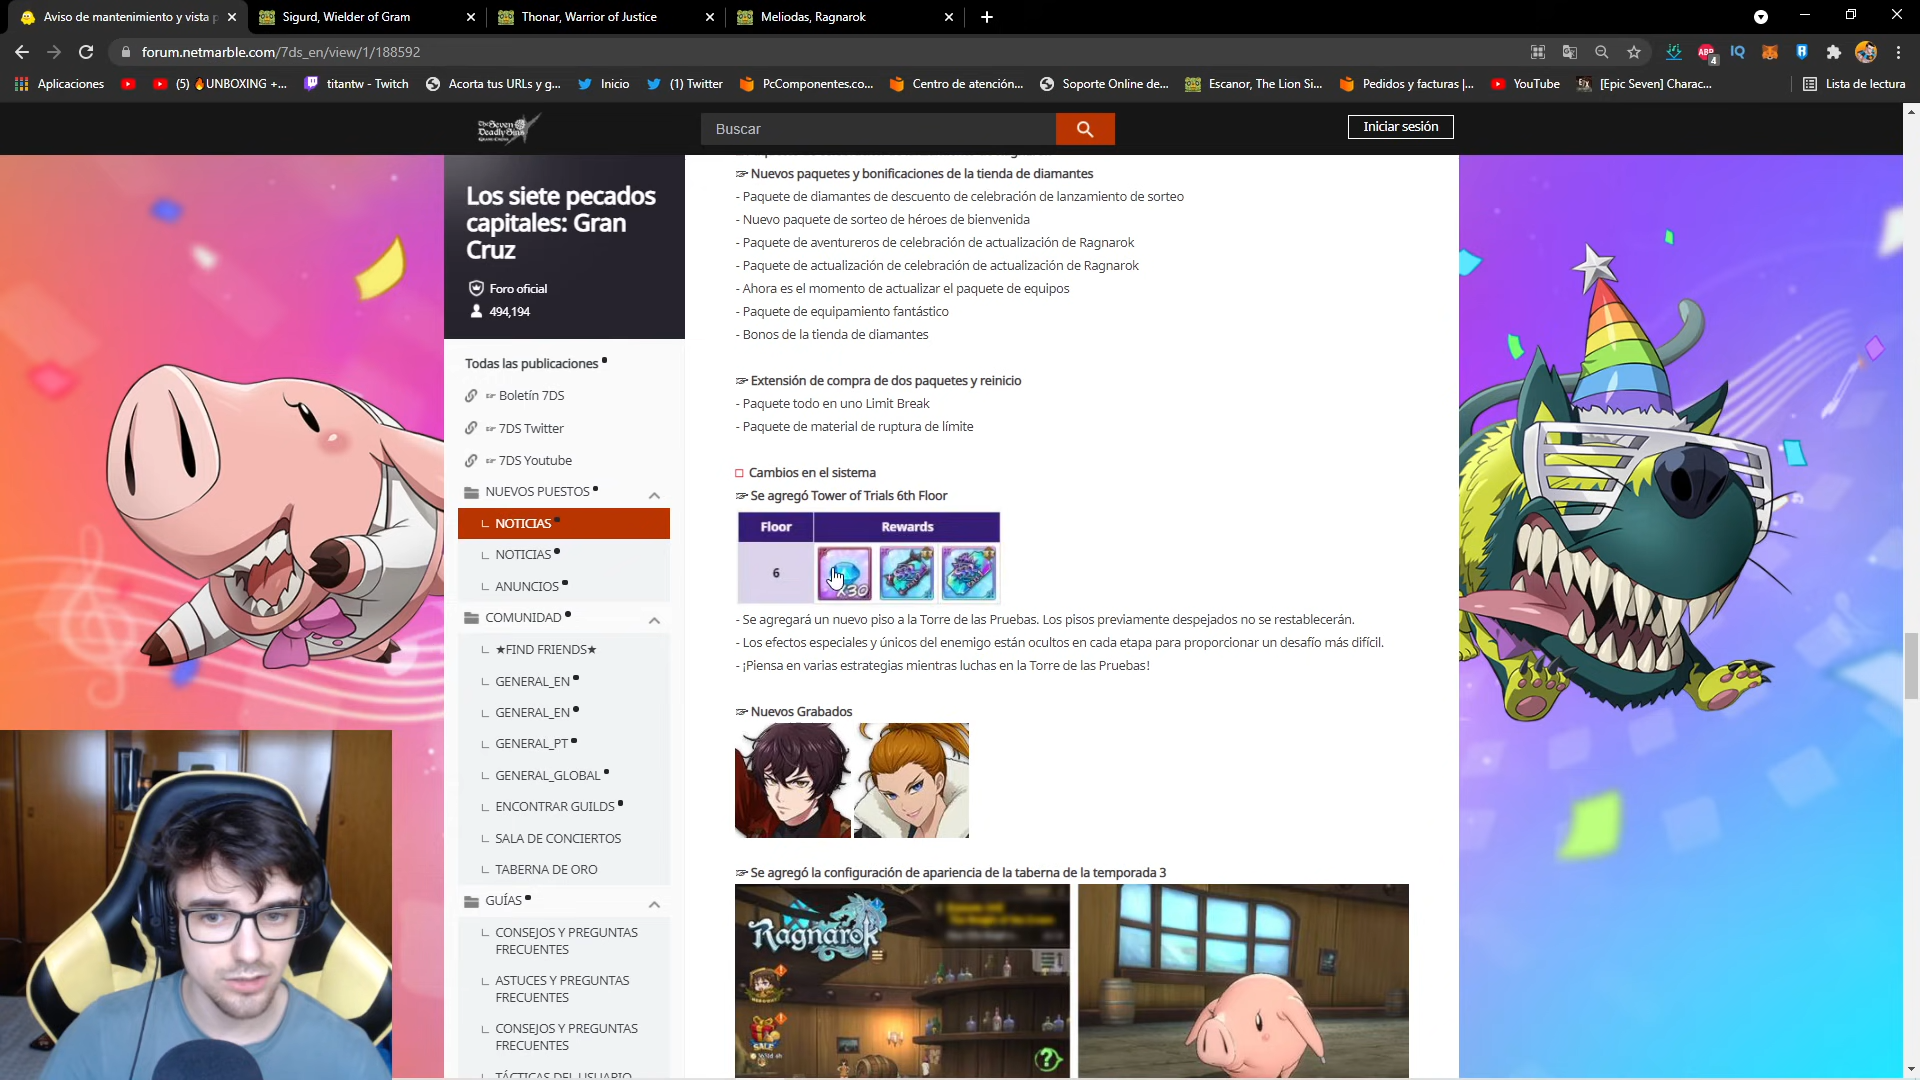 Aviso de mantenimiento y vista p
Sigurd, Wielder of Gram
Thonar, Warrior of Justice
Meliodas, Ragnarok
forum.netmarble.com/7ds_en/view/1/188592
ABP
4
IQ
Aplicaciones
(5) 🔥UNBOXING +...
titantw - Twitch
Acorta tus URLs y g...
Inicio
(1) Twitter
PcComponentes.co...
Centro de atención...
Soporte Online de...
Escanor, The Lion Si...
Pedidos y facturas |...
YouTube
[Epic Seven] Charac...
Lista de lectura
The Seven
Deadly Sins
Buscar
Iniciar sesión
Los siete pecados
capitales: Gran
Cruz
Foro oficial
494,194
Todas las publicaciones
☞ Boletín 7DS
☞ 7DS Twitter
☞ 7DS Youtube
NUEVOS PUESTOS
NOTICIAS
NOTICIAS
ANUNCIOS
COMUNIDAD
★FIND FRIENDS★
GENERAL_EN
GENERAL_EN
GENERAL_PT
GENERAL_GLOBAL
ENCONTRAR GUILDS
SALA DE CONCIERTOS
TABERNA DE ORO
GUÍAS
CONSEJOS Y PREGUNTAS
FRECUENTES
ASTUCES Y PREGUNTAS
FRECUENTES
CONSEJOS Y PREGUNTAS
FRECUENTES
TÁCTICAS DEL USUARIO
☞ Nuevos paquetes y bonificaciones de la tienda de diamantes
- Paquete de diamantes de descuento de celebración de lanzamiento de sorteo
- Nuevo paquete de sorteo de héroes de bienvenida
- Paquete de aventureros de celebración de actualización de Ragnarok
- Paquete de actualización de celebración de actualización de Ragnarok
- Ahora es el momento de actualizar el paquete de equipos
- Paquete de equipamiento fantástico
- Bonos de la tienda de diamantes
☞ Extensión de compra de dos paquetes y reinicio
- Paquete todo en uno Limit Break
- Paquete de material de ruptura de límite
□ Cambios en el sistema
☞ Se agregó Tower of Trials 6th Floor
Floor Rewards
6
X30
- Se agregará un nuevo piso a la Torre de las Pruebas. Los pisos previamente despejados no se restablecerán.
- Los efectos especiales y únicos del enemigo están ocultos en cada etapa para proporcionar un desafío más difícil.
- ¡Piensa en varias estrategias mientras luchas en la Torre de las Pruebas!
☞ Nuevos Grabados
☞ Se agregó la configuración de apariencia de la taberna de la temporada 3
Ragnarok
SALE